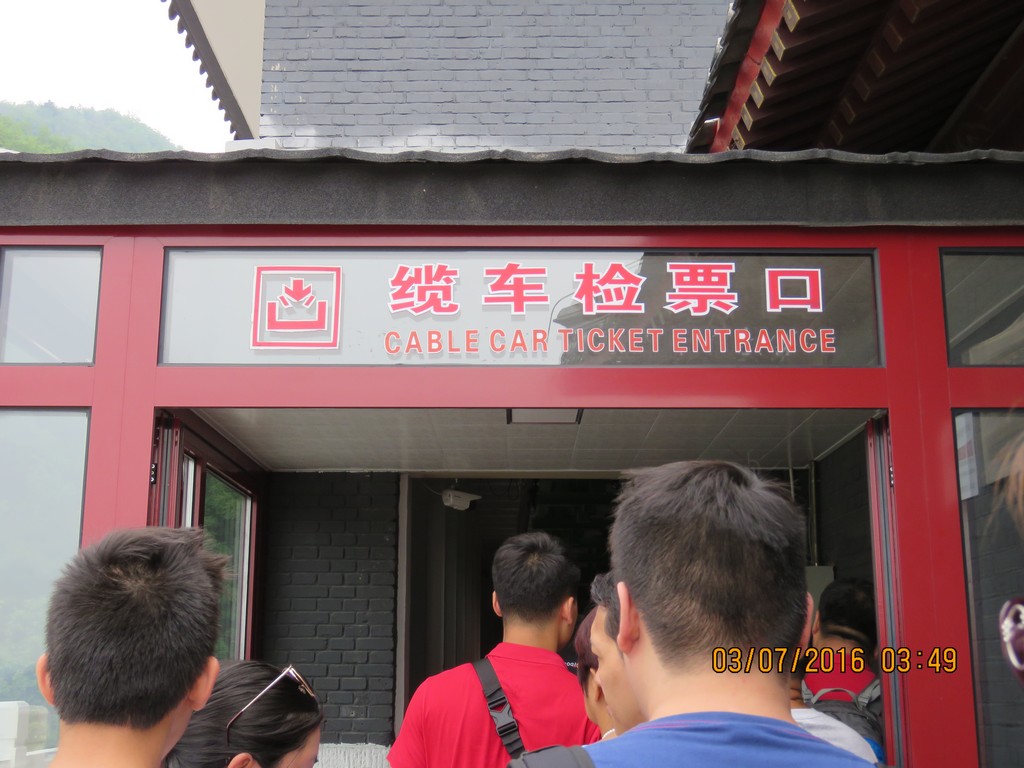 缆车检票口
CABLE CAR TICKET ENTRANCE
03/07/2016 03:49